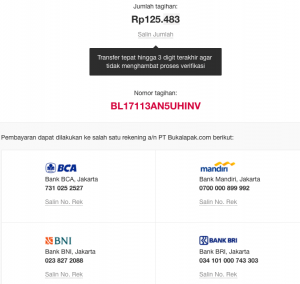 Jumlah tagihan:
Rp125.483
Salin Jumlah
Transfer tepat hingga 3 digit terakhir agar
tidak menghambat proses verifikasi
Nomor tagihan:
BL17113AN5UHINV
Pembayaran dapat dilakukan ke salah satu rekening a/n PT Bukalapak.com berikut:
BCA
Bank BCA, Jakarta
731 025 2527
Salin No. Rek
mandiri
Bank Mandiri, Jakarta
0700 000 899 992
Salin No. Rek
BNI
Bank BNI, Jakarta
023 827 2088
Salin No. Rek
BANK BRI
Bank BRI, Jakarta
034 101 000 743 303
Salin No. Rek